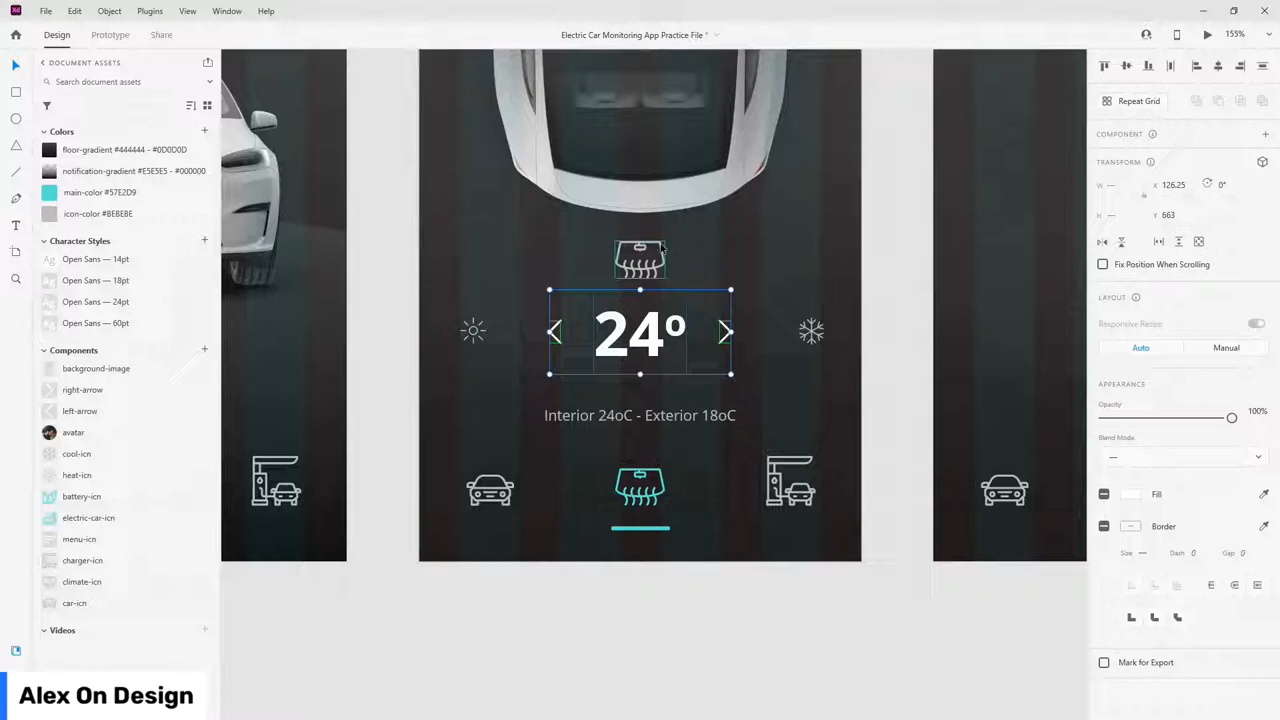 Xd File Edit Object Plugins View Window Help
Design Prototype Share Electric Car Monitoring App Practice File * 155%
DOCUMENT ASSETS
Search document assets
Repeat Grid
Colors
COMPONENT
floor-gradient #444444 - #0D0D0D
TRANSFORM
notification-gradient #E5E5E5 - #000000
W — X 126.25 0°
main-color #57E2D9
icon-color #BEBEBE
H — Y 663
Character Styles
Ag Open Sans — 14pt
Fix Position When Scrolling
Ag Open Sans — 18pt
LAYOUT
Ag Open Sans — 24pt
Responsive Resize
Ag Open Sans — 60pt
24º
Auto Manual
Components
background-image
APPEARANCE
right-arrow
Opacity
left-arrow
100%
Interior 24oC - Exterior 18oC
avatar
Blend Mode
cool-icn
—
heat-icn
battery-icn
Fill
electric-car-icn
Border
menu-icn
Size — Dash 0 Gap 0
charger-icn
climate-icn
car-icn
Videos
Mark for Export
Alex On Design